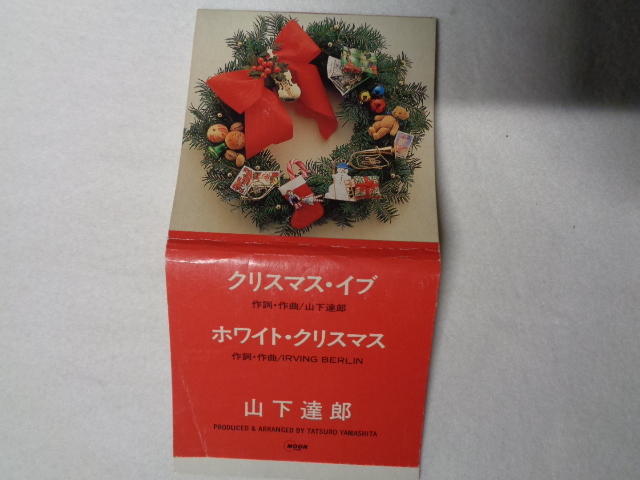 クリスマス・イブ
作詞・作曲/山下達郎
ホワイト・クリスマス
作詞・作曲/IRVING BERLIN
山下達郎
PRODUCED & ARRANGED BY TATSURO YAMASHITA
MOON